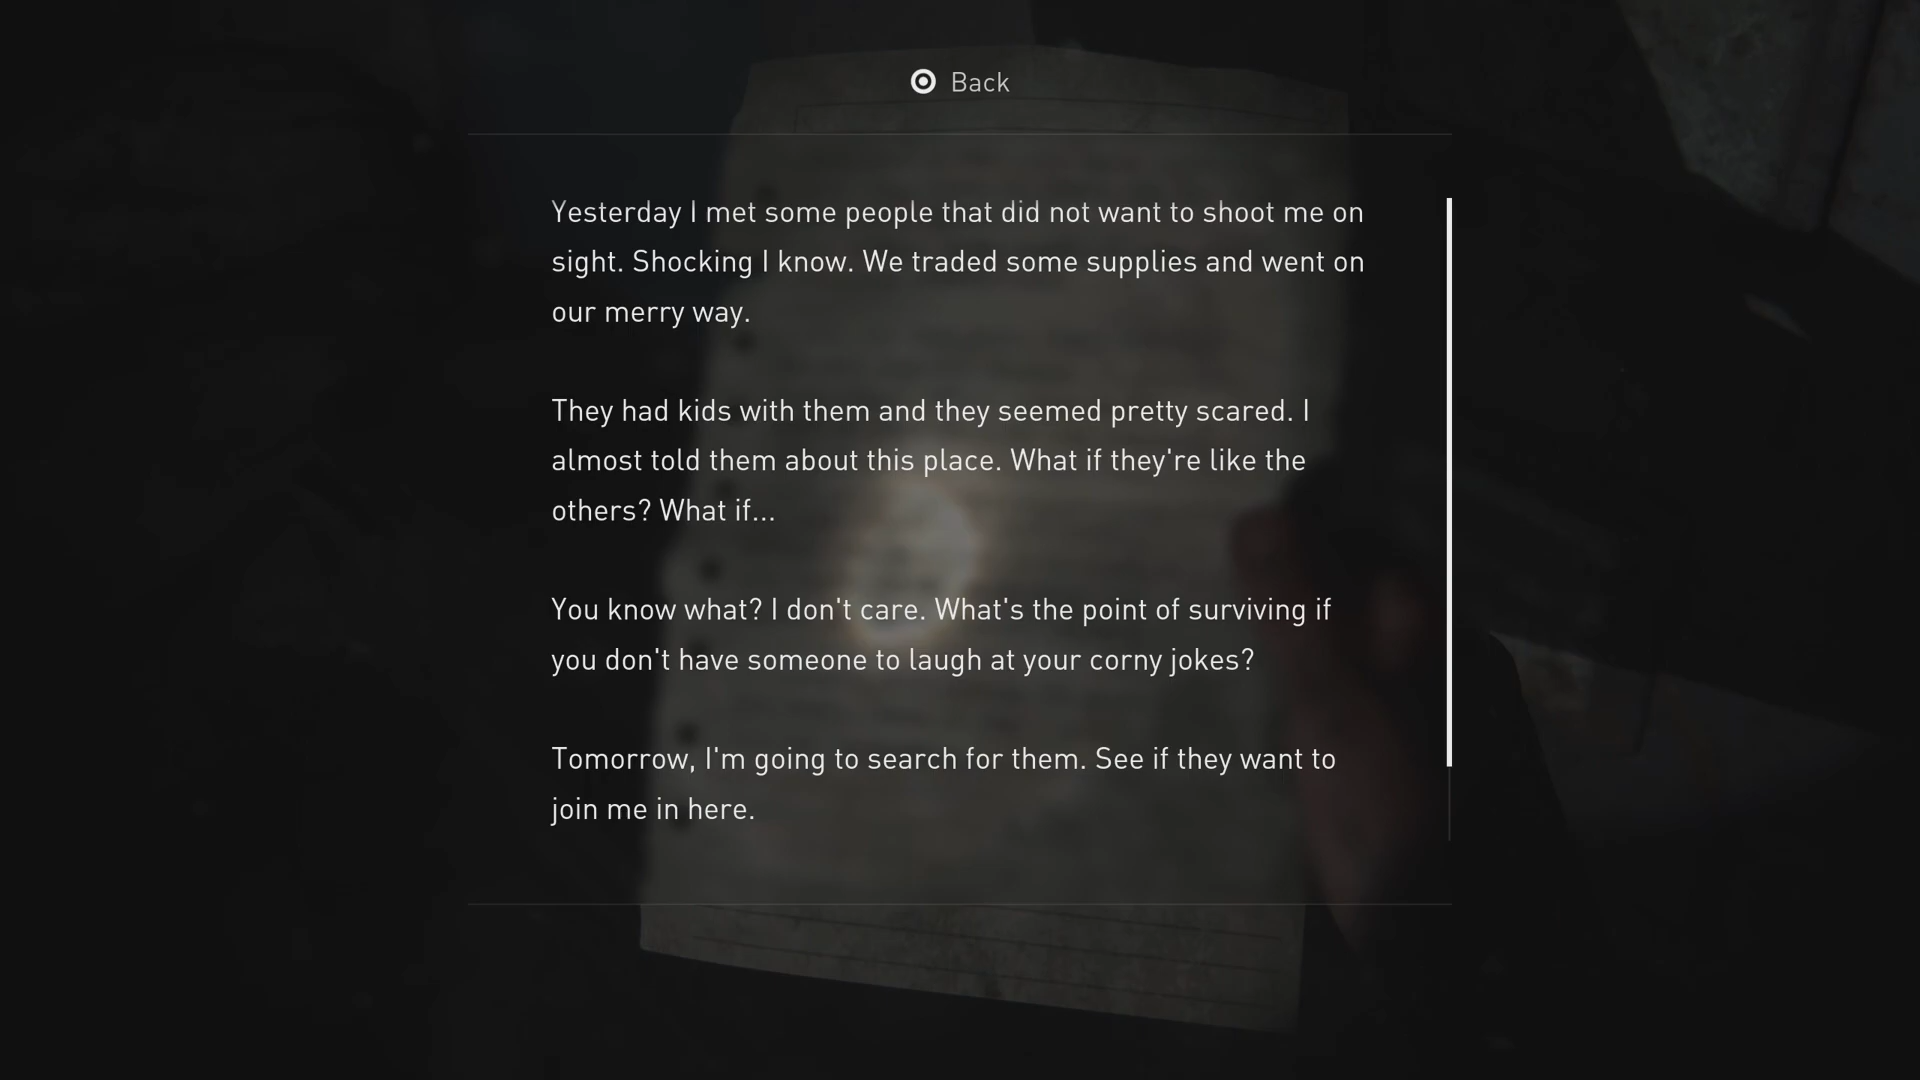 Back
Yesterday I met some people that did not want to shoot me on
sight. Shocking I know. We traded some supplies and went on
our merry way.
They had kids with them and they seemed pretty scared. I
almost told them about this place. What if they're like the
others? What if...
You know what? I don't care. What's the point of surviving if
you don't have someone to laugh at your corny jokes?
Tomorrow, I'm going to search for them. See if they want to
join me in here.